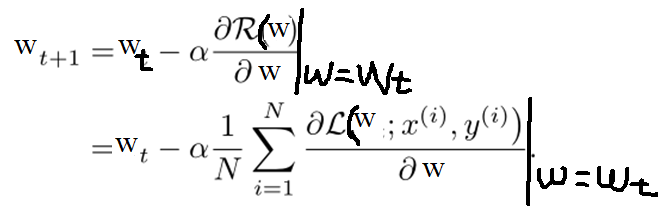 w_{t+1} = w_t − α ∂R(w)/∂w |_{w=w_t}
= w_t − α 1/N ∑_{i=1}^{N} ∂L(w ; x^{(i)}, y^{(i)})/∂w |_{w=w_t}.